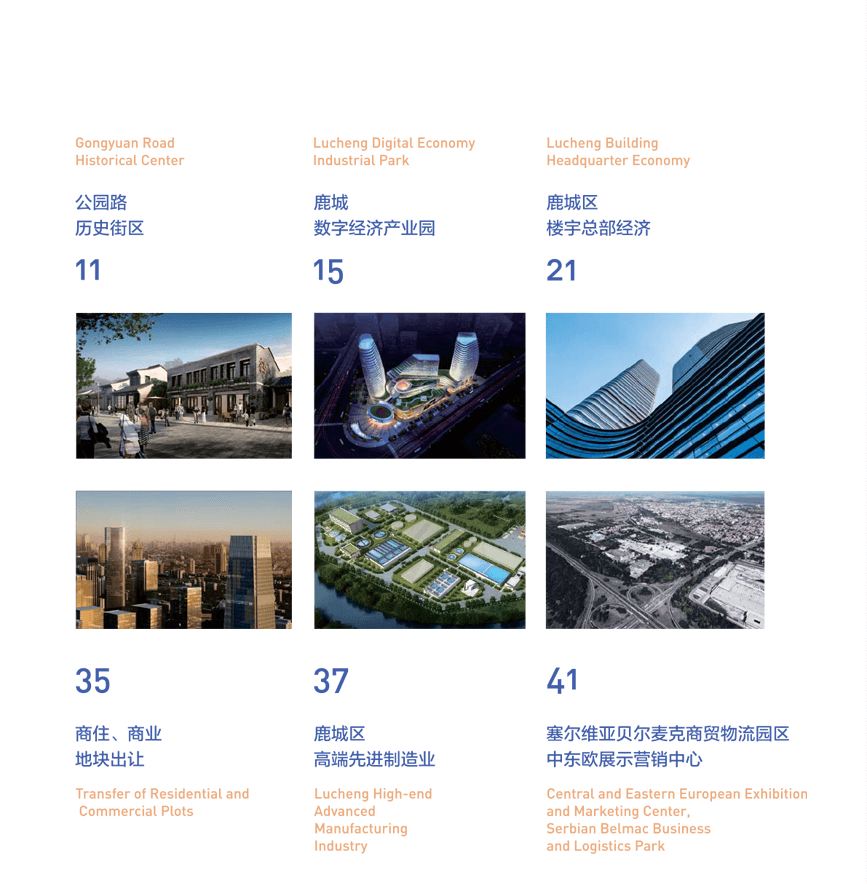 Gongyuan Road
Historical Center
公园路
历史街区
11
Lucheng Digital Economy
Industrial Park
鹿城
数字经济产业园
15
Lucheng Building
Headquarter Economy
鹿城区
楼宇总部经济
21
35
商住、商业
地块出让
Transfer of Residential and
Commercial Plots
37
鹿城区
高端先进制造业
Lucheng High-end
Advanced
Manufacturing
Industry
41
塞尔维亚贝尔麦克商贸物流园区
中东欧展示营销中心
Central and Eastern European Exhibition
and Marketing Center,
Serbian Belmac Business
and Logistics Park